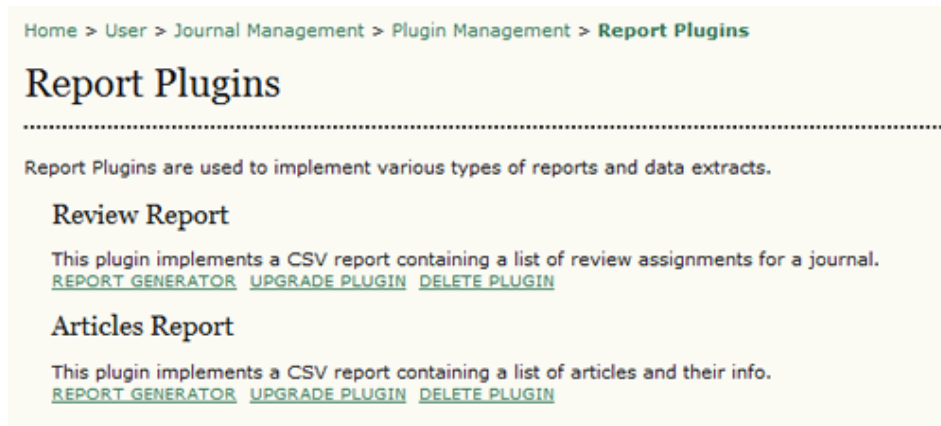 Home > User > Journal Management > Plugin Management > Report Plugins
Report Plugins
Report Plugins are used to implement various types of reports and data extracts.
Review Report
This plugin implements a CSV report containing a list of review assignments for a journal.
REPORT GENERATOR UPGRADE PLUGIN DELETE PLUGIN
Articles Report
This plugin implements a CSV report containing a list of articles and their info.
REPORT GENERATOR UPGRADE PLUGIN DELETE PLUGIN